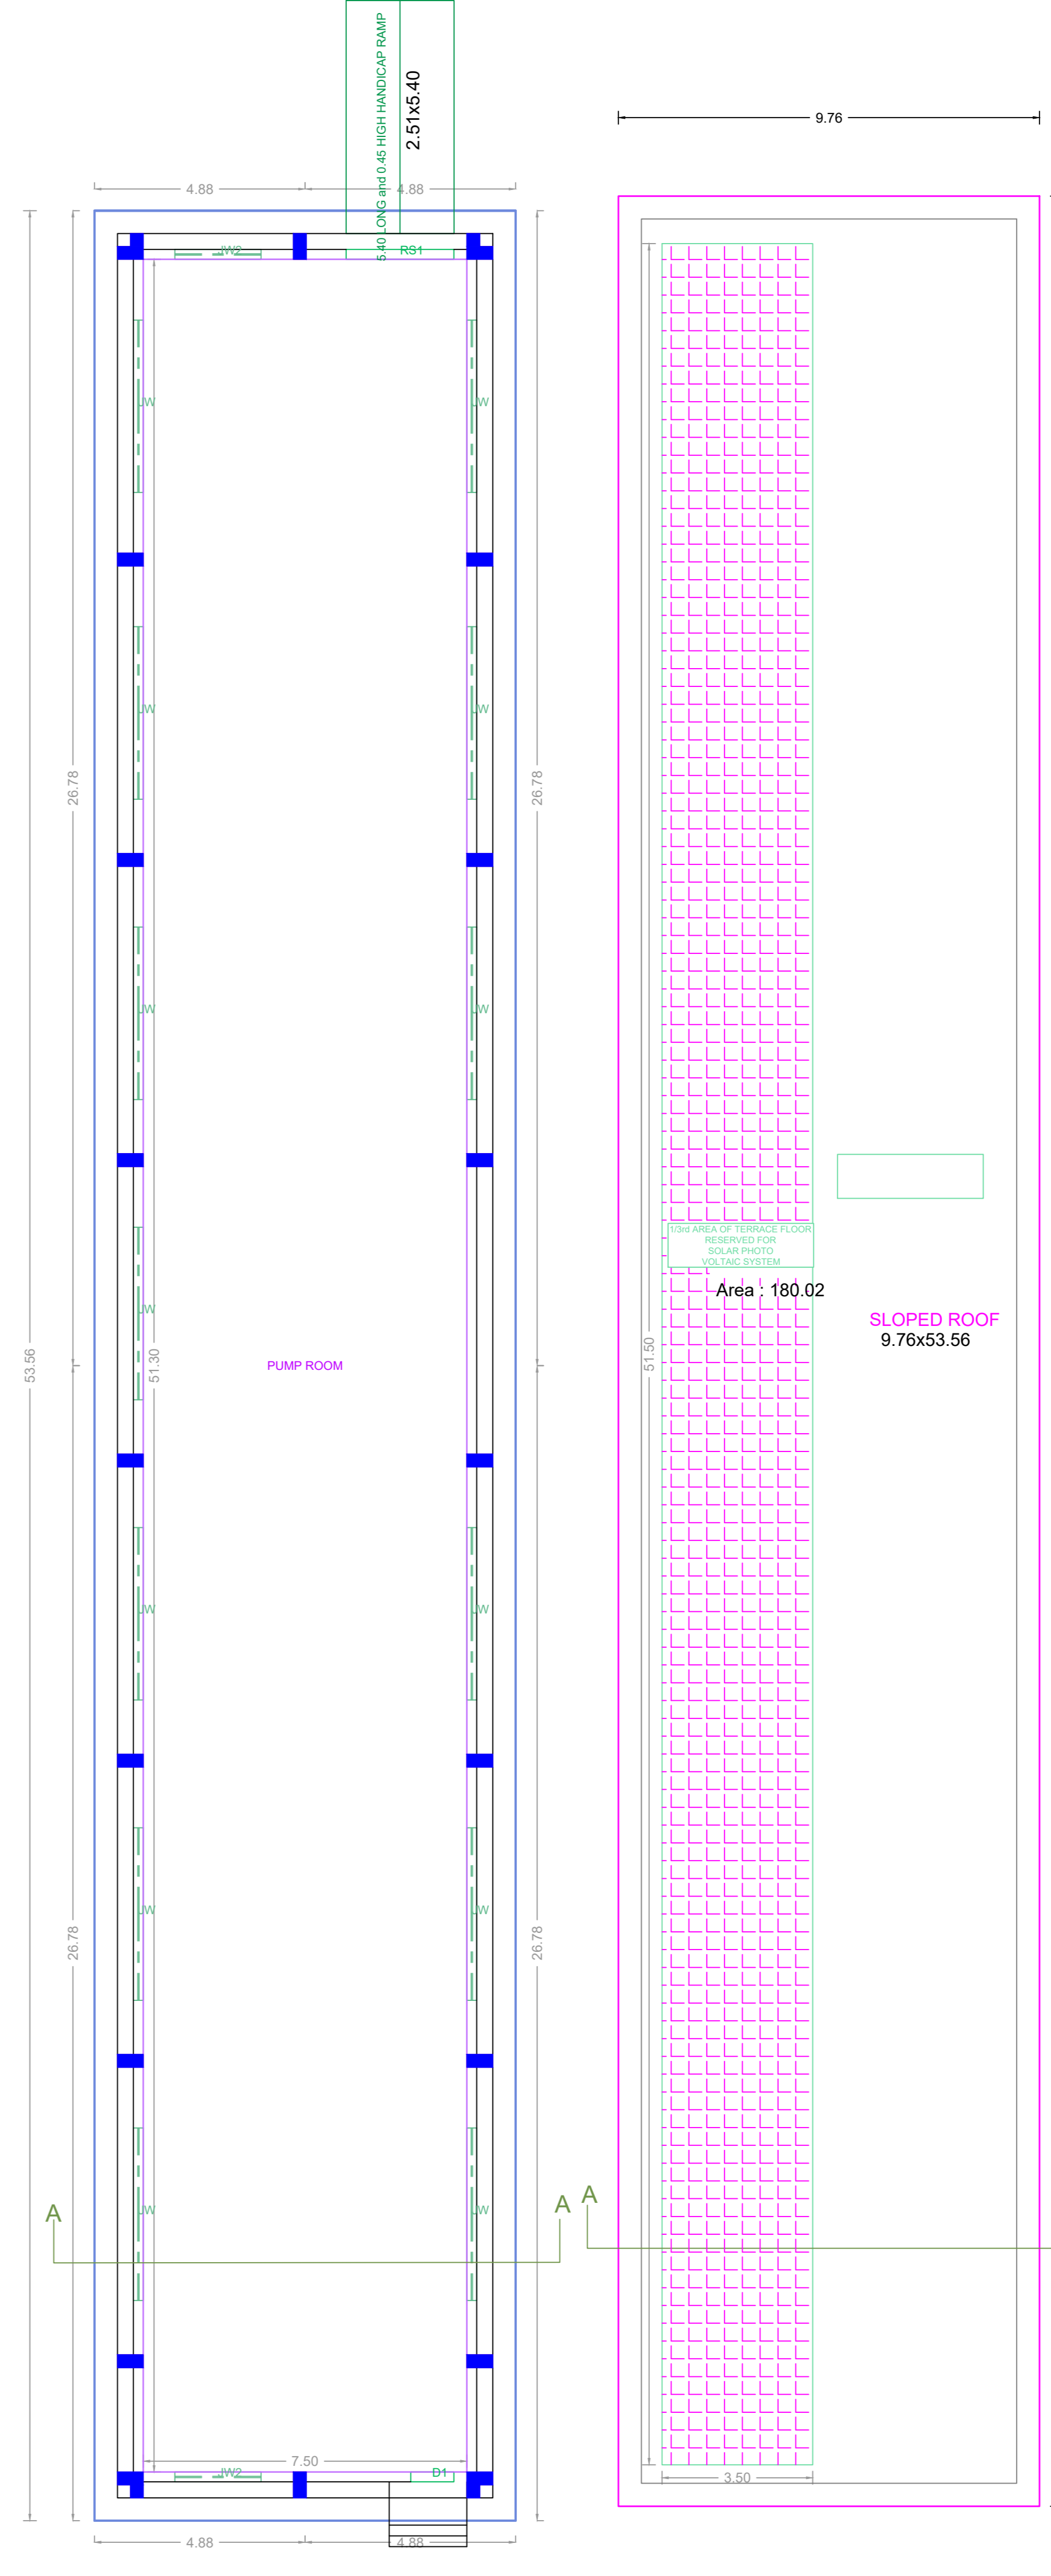 5.40 LONG and 0.45 HIGH HANDICAP RAMP
2.51x5.40
9.76
4.88
4.88
LW2
RS1
LW
LW
LW
LW
26.78
26.78
LW
LW
1/3rd AREA OF TERRACE FLOOR
RESERVED FOR
SOLAR PHOTO
VOLTAIC SYSTEM
Area : 180.02
LW
SLOPED ROOF
9.76x53.56
53.56
51.30
PUMP ROOM
51.50
LW
LW
LW
LW
26.78
26.78
LW
LW
A
A
A
7.50
LW2
D1
3.50
4.88
4.88